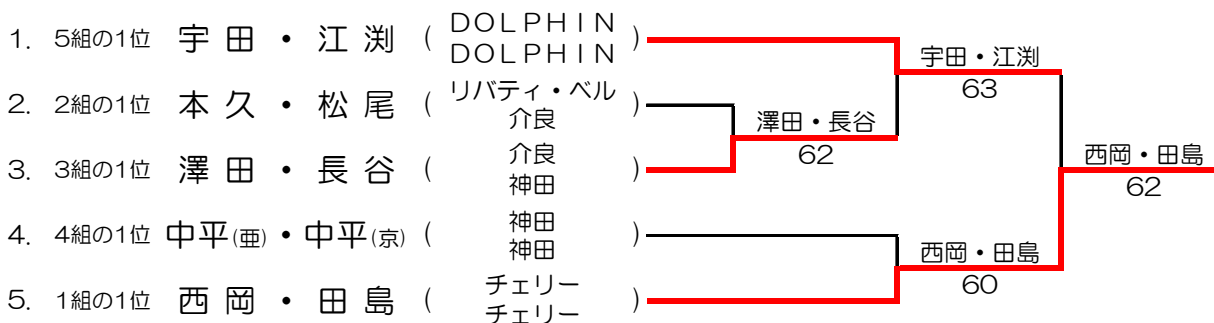 1. 5組の1位 宇田・江渕 ( DOLPHIN DOLPHIN )
宇田・江渕
63
2. 2組の1位 本久・松尾 ( リバティ・ベル 介良 )
澤田・長谷
62
3. 3組の1位 澤田・長谷 ( 介良 神田 )
西岡・田島
62
4. 4組の1位 中平(亜)・中平(京) ( 神田 神田 )
西岡・田島
60
5. 1組の1位 西岡・田島 ( チェリー チェリー )